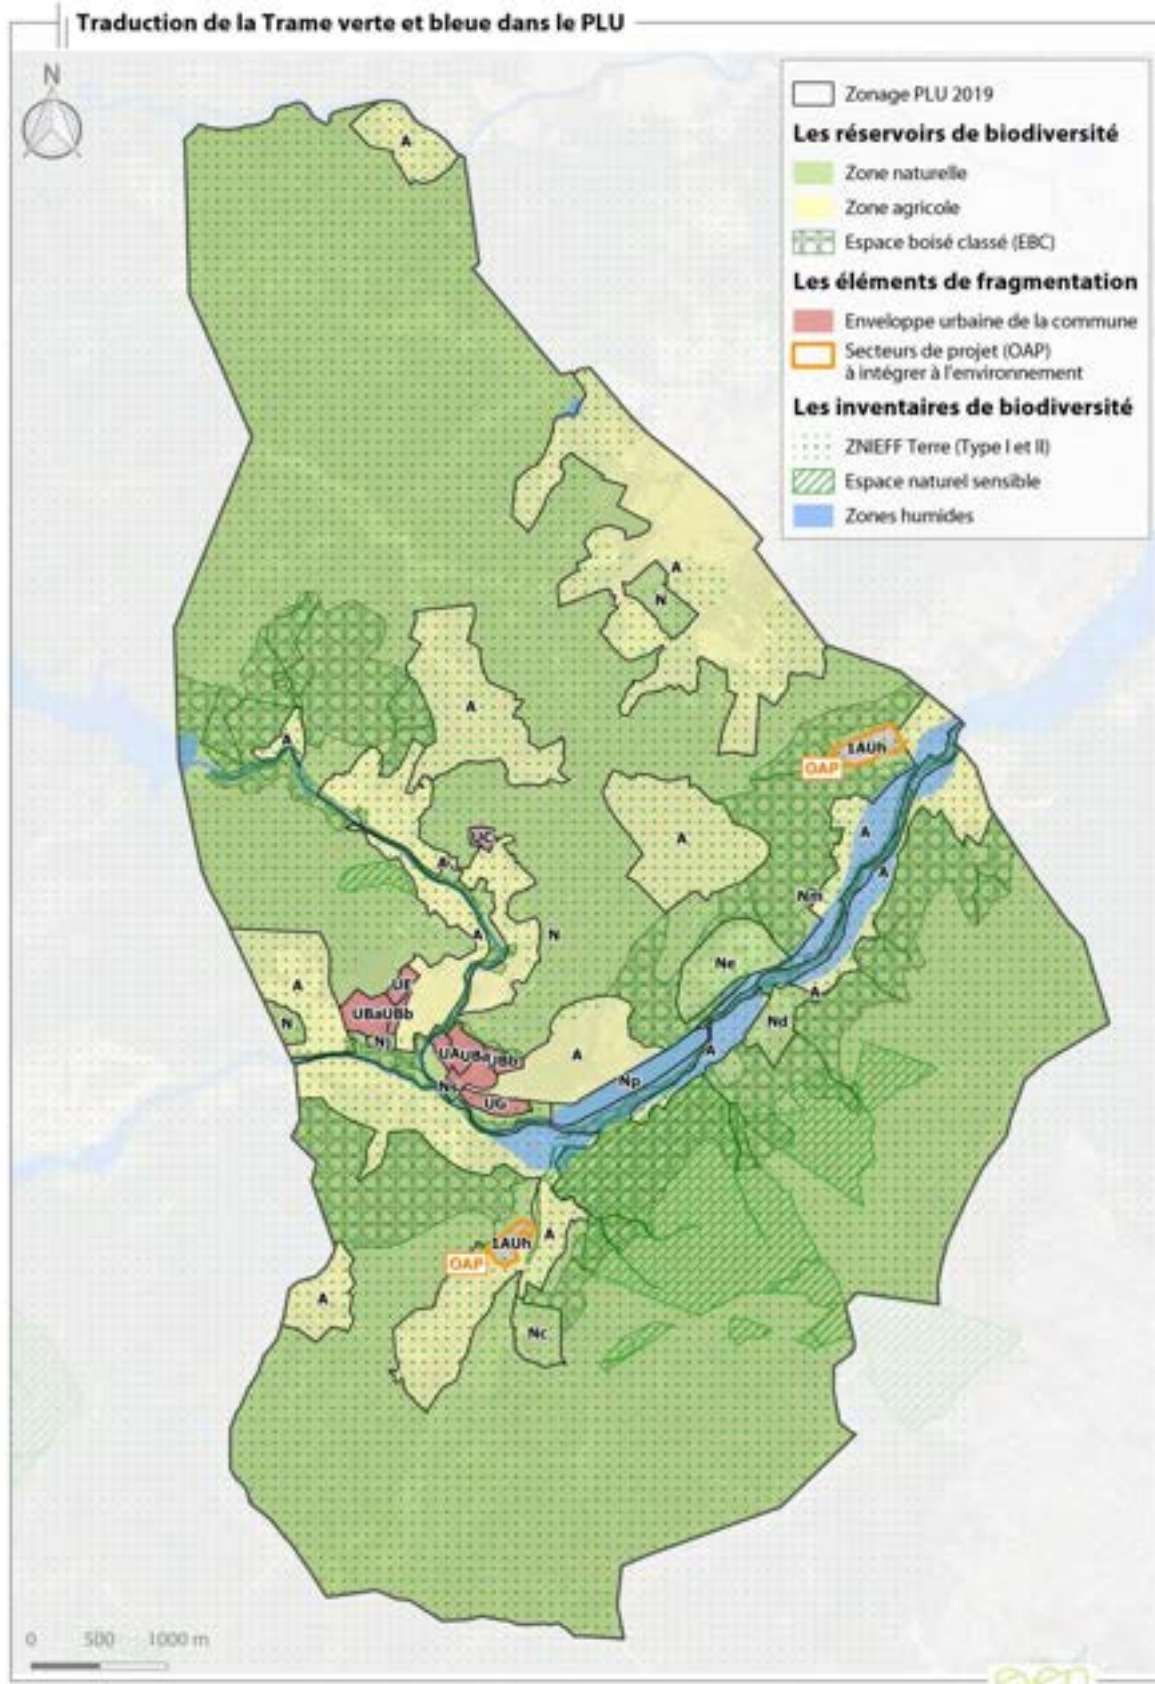 Traduction de la Trame verte et bleue dans le PLU
N
Zonage PLU 2019
Les réservoirs de biodiversité
Zone naturelle
Zone agricole
Espace boisé classé (EBC)
Les éléments de fragmentation
Enveloppe urbaine de la commune
Secteurs de projet (OAP)
à intégrer à l'environnement
Les inventaires de biodiversité
ZNIEFF Terre (Type I et II)
Espace naturel sensible
Zones humides
A
A
N
A
A
1AUh
OAP
A
UC
A
A
A
Nm
A
N
Ne
A
UE
A
UBaUBb
N
Nd
A
Nj
UA
UBb
A
Np
UG
1AUh
A
OAP
A
Nc
0 500 1000 m
even